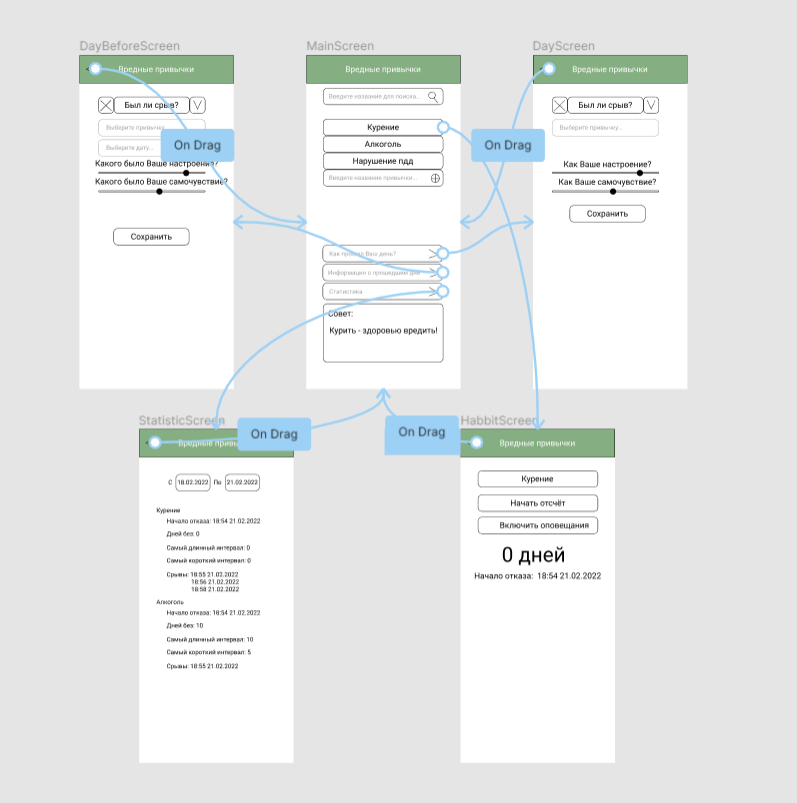 DayBeforeScreen
Вредные привычки
Был ли срыв?
Выберите привычку...
Выберите дату...
Какого было Ваше настроение?
Какого было Ваше самочувствие?
Сохранить
On Drag
MainScreen
Вредные привычки
Введите название для поиска...
Курение
Алкоголь
Нарушение пдд
Введите название привычки...
Как прошел Ваш день?
Информация о прошедшем дне
Статистика
Совет:
Курить - здоровью вредить!
On Drag
DayScreen
Вредные привычки
Был ли срыв?
Выберите привычку...
Как Ваше настроение?
Как Ваше самочувствие?
Сохранить
StatisticScreen
Вредные
On Drag
С 18.02.2022 По 21.02.2022
Курение
Начало отказа: 18:54 21.02.2022
Дней без: 0
Самый длинный интервал: 0
Самый короткий интервал: 0
Срывы: 18:55 21.02.2022
18:56 21.02.2022
18:58 21.02.2022
Алкоголь
Начало отказа: 18:54 21.02.2022
Дней без: 10
Самый длинный интервал: 10
Самый короткий интервал: 5
Срывы: 18:55 21.02.2022
On Drag
HabbitScreen
Вредные привычки
Курение
Начать отсчёт
Включить оповещания
0 дней
Начало отказа: 18:54 21.02.2022